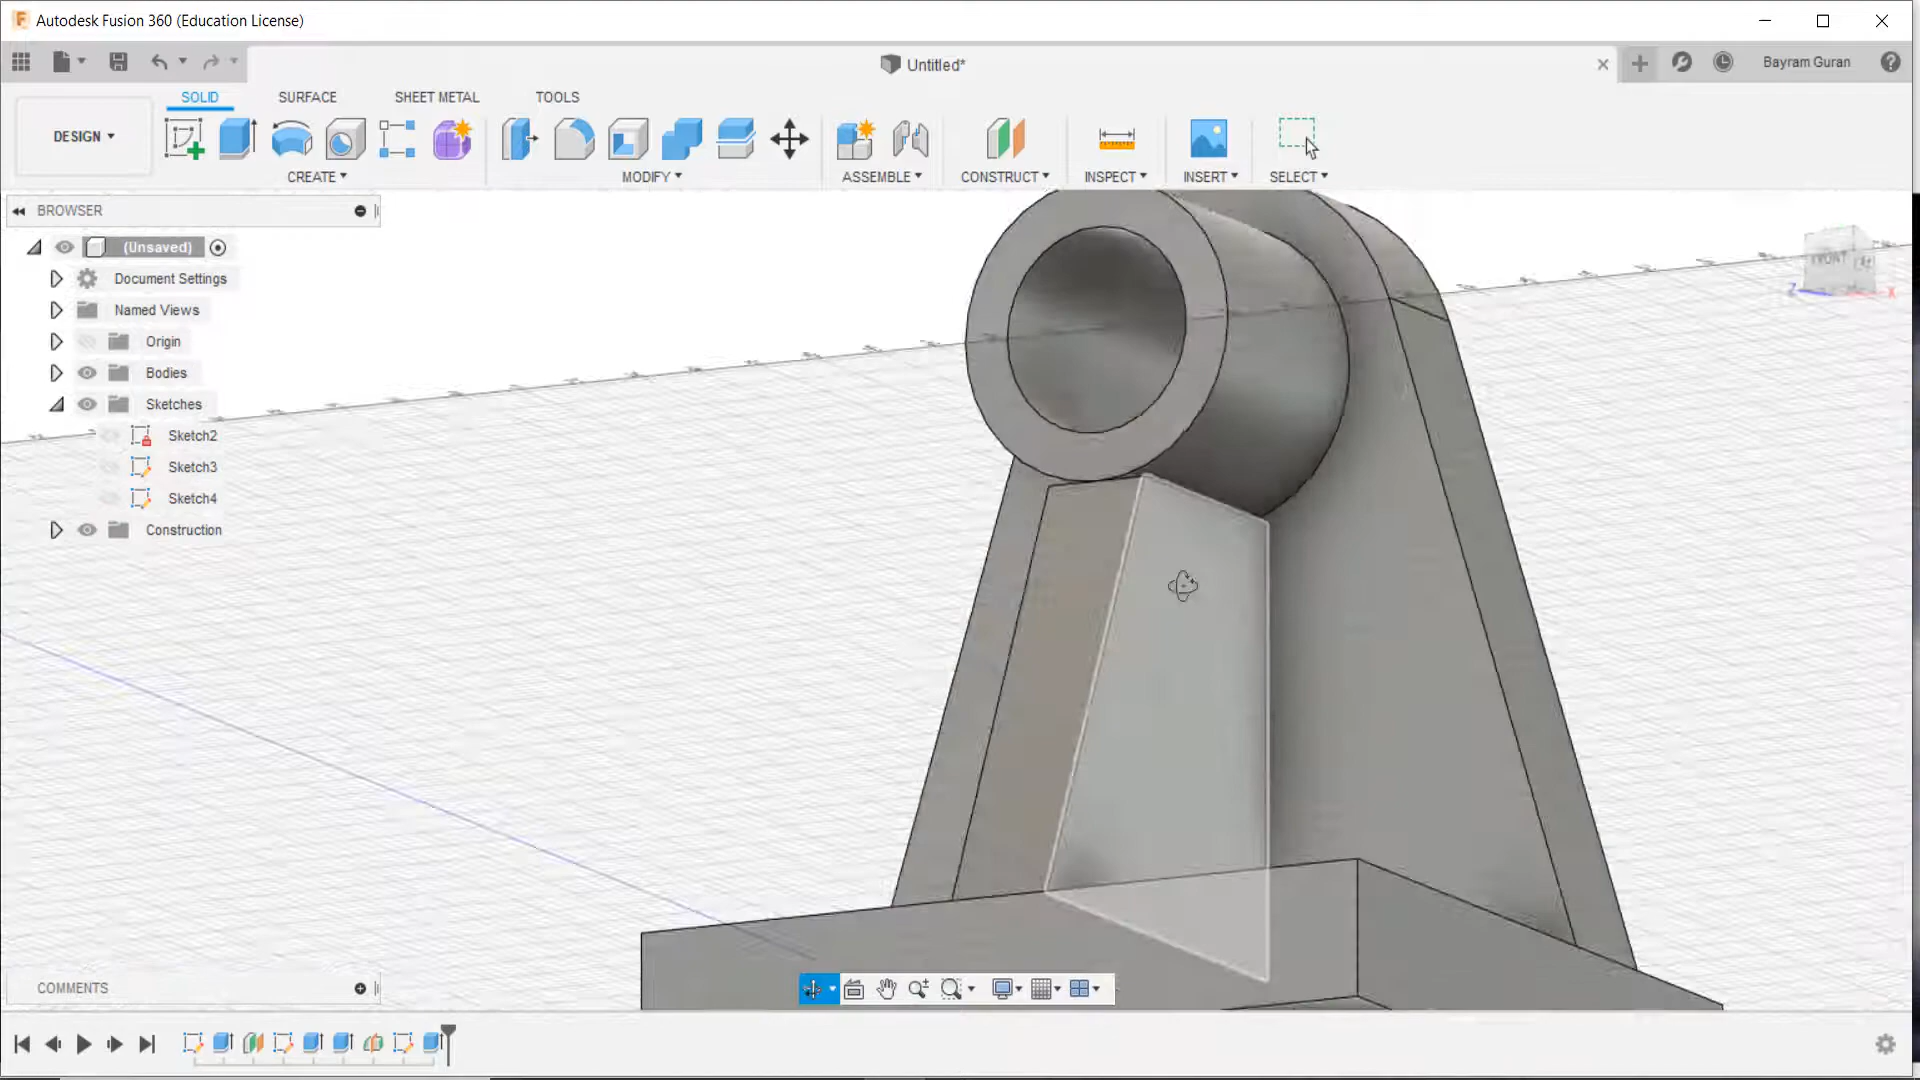 Autodesk Fusion 360 (Education License)
Untitled*
Bayram Guran
SOLID
SURFACE
SHEET METAL
TOOLS
DESIGN
CREATE
MODIFY
ASSEMBLE
CONSTRUCT
INSPECT
INSERT
SELECT
BROWSER
(Unsaved)
Document Settings
Named Views
Origin
Bodies
Sketches
Sketch2
Sketch3
Sketch4
Construction
FRONT
Z
X
COMMENTS